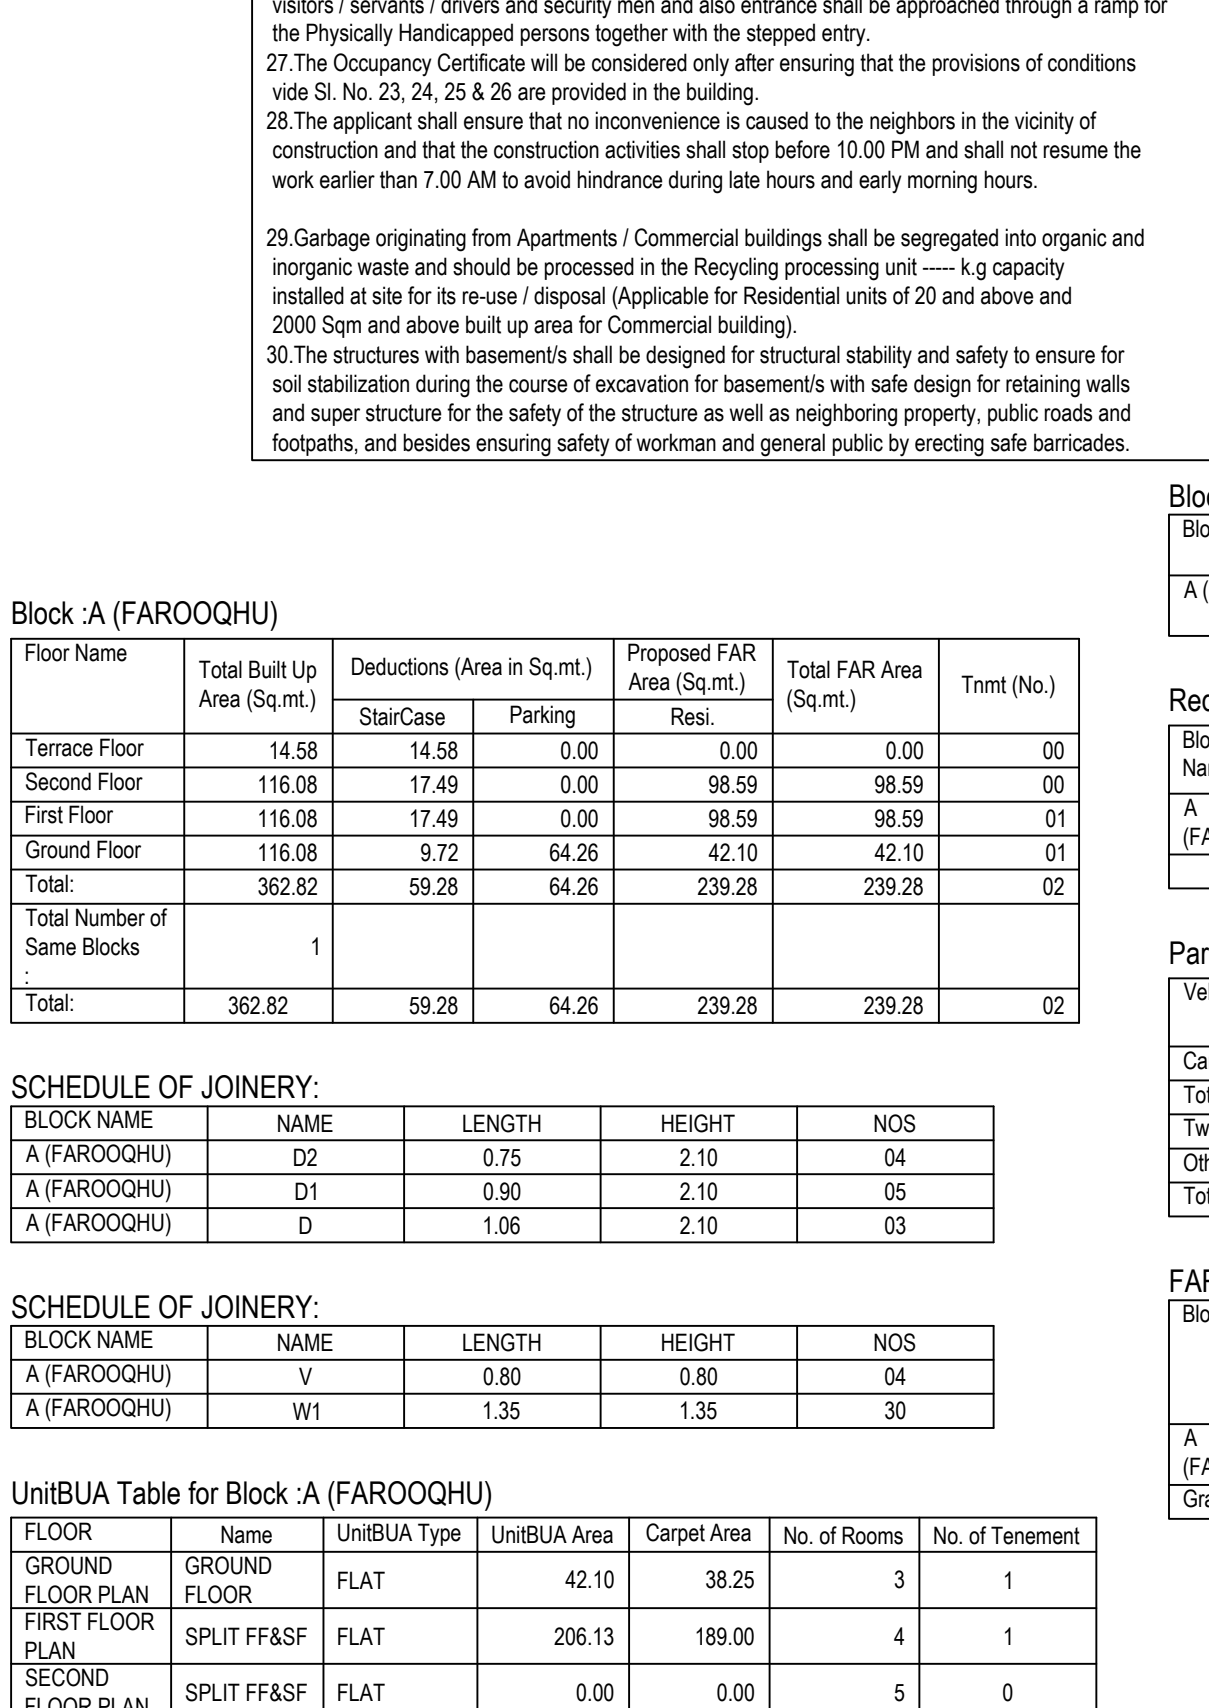 visitors / servants / drivers and security men and also entrance shall be approached through a ramp for
the Physically Handicapped persons together with the stepped entry.
27.The Occupancy Certificate will be considered only after ensuring that the provisions of conditions
vide Sl. No. 23, 24, 25 & 26 are provided in the building.
28.The applicant shall ensure that no inconvenience is caused to the neighbors in the vicinity of
construction and that the construction activities shall stop before 10.00 PM and shall not resume the
work earlier than 7.00 AM to avoid hindrance during late hours and early morning hours.
29.Garbage originating from Apartments / Commercial buildings shall be segregated into organic and
inorganic waste and should be processed in the Recycling processing unit ----- k.g capacity
installed at site for its re-use / disposal (Applicable for Residential units of 20 and above and
2000 Sqm and above built up area for Commercial building).
30.The structures with basement/s shall be designed for structural stability and safety to ensure for
soil stabilization during the course of excavation for basement/s with safe design for retaining walls
and super structure for the safety of the structure as well as neighboring property, public roads and
footpaths, and besides ensuring safety of workman and general public by erecting safe barricades.
Block :A (FAROOQHU)
Floor Name Total Built Up Area (Sq.mt.) Deductions (Area in Sq.mt.) Proposed FAR Area (Sq.mt.) Total FAR Area (Sq.mt.) Tnmt (No.)
StairCase Parking Resi.
Terrace Floor 14.58 14.58 0.00 0.00 0.00 00
Second Floor 116.08 17.49 0.00 98.59 98.59 00
First Floor 116.08 17.49 0.00 98.59 98.59 01
Ground Floor 116.08 9.72 64.26 42.10 42.10 01
Total: 362.82 59.28 64.26 239.28 239.28 02
Total Number of Same Blocks : 1
Total: 362.82 59.28 64.26 239.28 239.28 02
SCHEDULE OF JOINERY:
BLOCK NAME NAME LENGTH HEIGHT NOS
A (FAROOQHU) D2 0.75 2.10 04
A (FAROOQHU) D1 0.90 2.10 05
A (FAROOQHU) D 1.06 2.10 03
SCHEDULE OF JOINERY:
BLOCK NAME NAME LENGTH HEIGHT NOS
A (FAROOQHU) V 0.80 0.80 04
A (FAROOQHU) W1 1.35 1.35 30
UnitBUA Table for Block :A (FAROOQHU)
FLOOR Name UnitBUA Type UnitBUA Area Carpet Area No. of Rooms No. of Tenement
GROUND FLOOR PLAN GROUND FLOOR FLAT 42.10 38.25 3 1
FIRST FLOOR PLAN SPLIT FF&SF FLAT 206.13 189.00 4 1
SECOND FLOOR PLAN SPLIT FF&SF FLAT 0.00 0.00 5 0